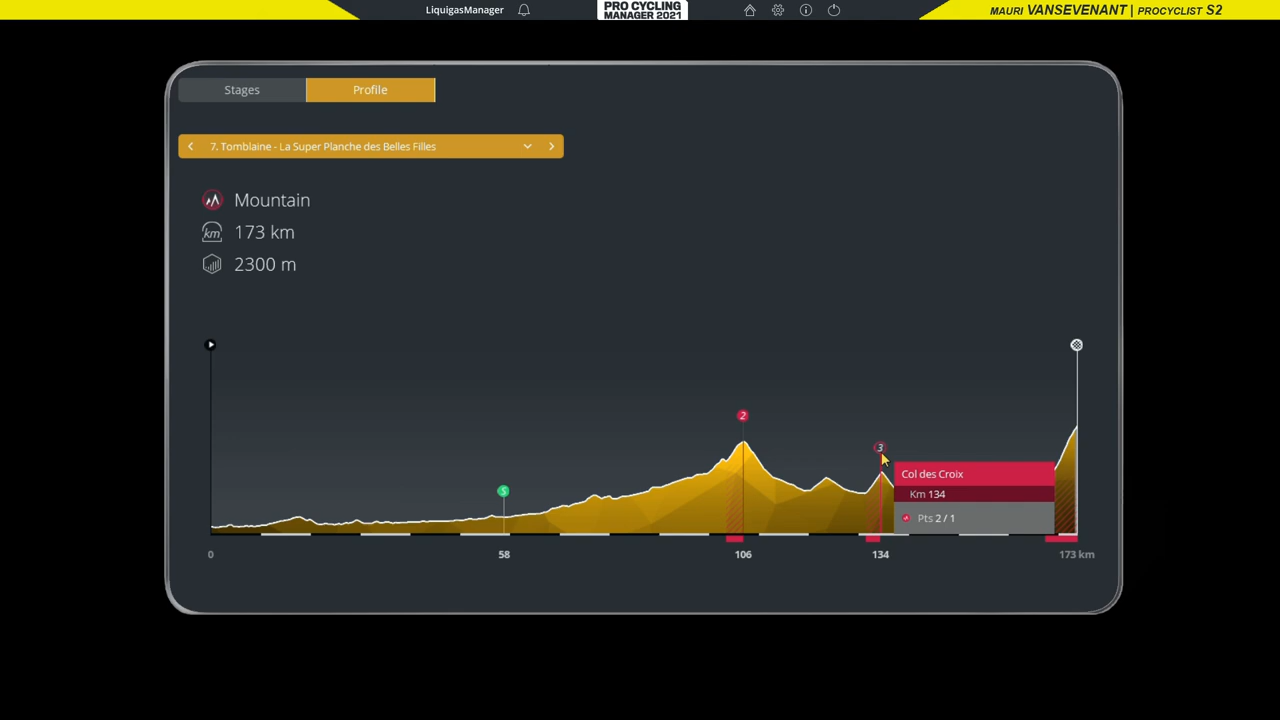 LiquigasManager
PRO CYCLING
MANAGER 2021
MAURI VANSEVENANT | PROCYCLIST S2
Stages
Profile
7. Tomblaine - La Super Planche des Belles Filles
Mountain
km 173 km
2300 m
2
3
S
Col des Croix
Km 134
Pts 2 / 1
0
58
106
134
173 km